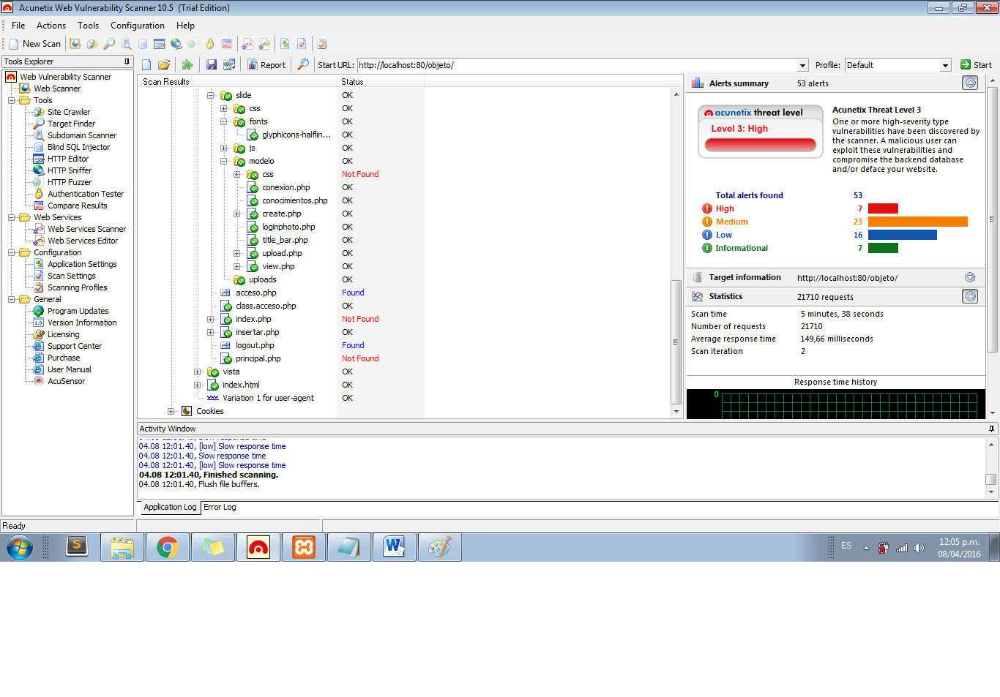 Acunetix Web Vulnerability Scanner 10.5 (Trial Edition)
File Actions Tools Configuration Help
New Scan
Tools Explorer
Web Vulnerability Scanner
Web Scanner
Tools
Site Crawler
Target Finder
Subdomain Scanner
Blind SQL Injector
HTTP Editor
HTTP Sniffer
HTTP Fuzzer
Authentication Tester
Compare Results
Web Services
Web Services Scanner
Web Services Editor
Configuration
Application Settings
Scan Settings
Scanning Profiles
General
Program Updates
Version Information
Licensing
Support Center
Purchase
User Manual
AcuSensor
Report Start URL: http://localhost:80/objeto/ Profile: Default Start
Scan Results Status
slide OK
css OK
fonts OK
glyphicons-halflin... OK
js OK
modelo OK
css Not Found
conexion.php OK
conocimientos.php OK
create.php OK
loginphoto.php OK
title_bar.php OK
upload.php OK
view.php OK
uploads OK
acceso.php Found
class.acceso.php OK
index.php Not Found
insertar.php OK
logout.php Found
principal.php Not Found
vista OK
index.html OK
Variation 1 for user-agent OK
Cookies
Alerts summary 53 alerts
acunetix threat level
Level 3: High
Acunetix Threat Level 3
One or more high-severity type
vulnerabilities have been discovered by
the scanner. A malicious user can
exploit these vulnerabilities and
compromise the backend database
and/or deface your website.
Total alerts found 53
High 7
Medium 23
Low 16
Informational 7
Target information http://localhost:80/objeto/
Statistics 21710 requests
Scan time 5 minutes, 38 seconds
Number of requests 21710
Average response time 149,66 milliseconds
Scan iteration 2
Response time history
0
Activity Window
04.08 12:01.40, [low] Slow response time
04.08 12:01.40, Slow response time
04.08 12:01.40, [low] Slow response time
04.08 12:01.40, Finished scanning.
04.08 12:01.40, Flush file buffers.
Application Log Error Log
Ready
ES
12:05 p.m.
08/04/2016